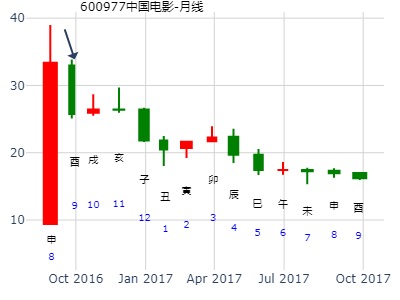 600977中国电影-月线
40
30
20
10
申
酉
戌
亥
子
丑
寅
卯
辰
巳
午
未
申
酉
8
9
10
11
12
1
2
3
4
5
6
7
8
9
Oct 2016
Jan 2017
Apr 2017
Jul 2017
Oct 2017